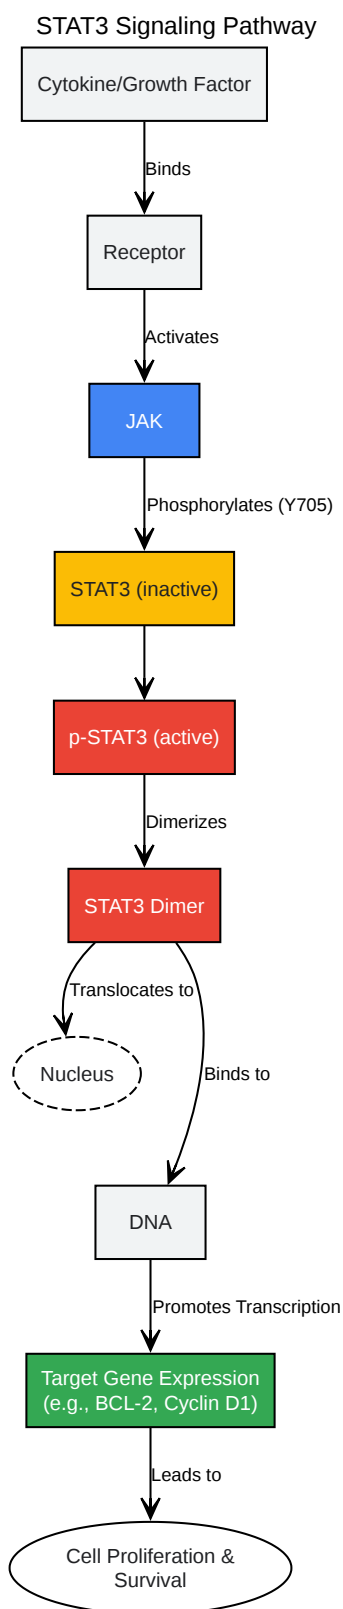 STAT3 Signaling Pathway
Cytokine/Growth Factor
Binds
Receptor
Activates
JAK
Phosphorylates (Y705)
STAT3 (inactive)
p-STAT3 (active)
Dimerizes
STAT3 Dimer
Translocates to
Nucleus
Binds to
DNA
Promotes Transcription
Target Gene Expression
(e.g., BCL-2, Cyclin D1)
Leads to
Cell Proliferation &
Survival